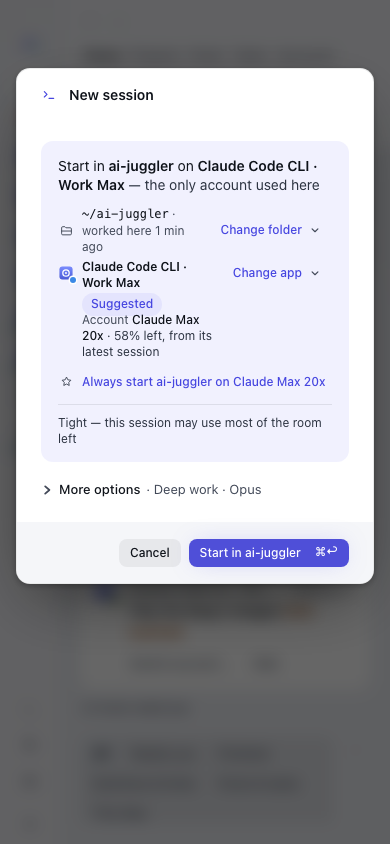 New session
Start in ai-juggler on Claude Code CLI ·
Work Max — the only account used here
~/ai-juggler ·
worked here 1 min
ago
Change folder
Claude Code CLI ·
Work Max
Change app
Suggested
Account Claude Max
20x · 58% left, from its
latest session
Always start ai-juggler on Claude Max 20x
Tight — this session may use most of the room
left
More options · Deep work · Opus
Cancel
Start in ai-juggler ⌘↩